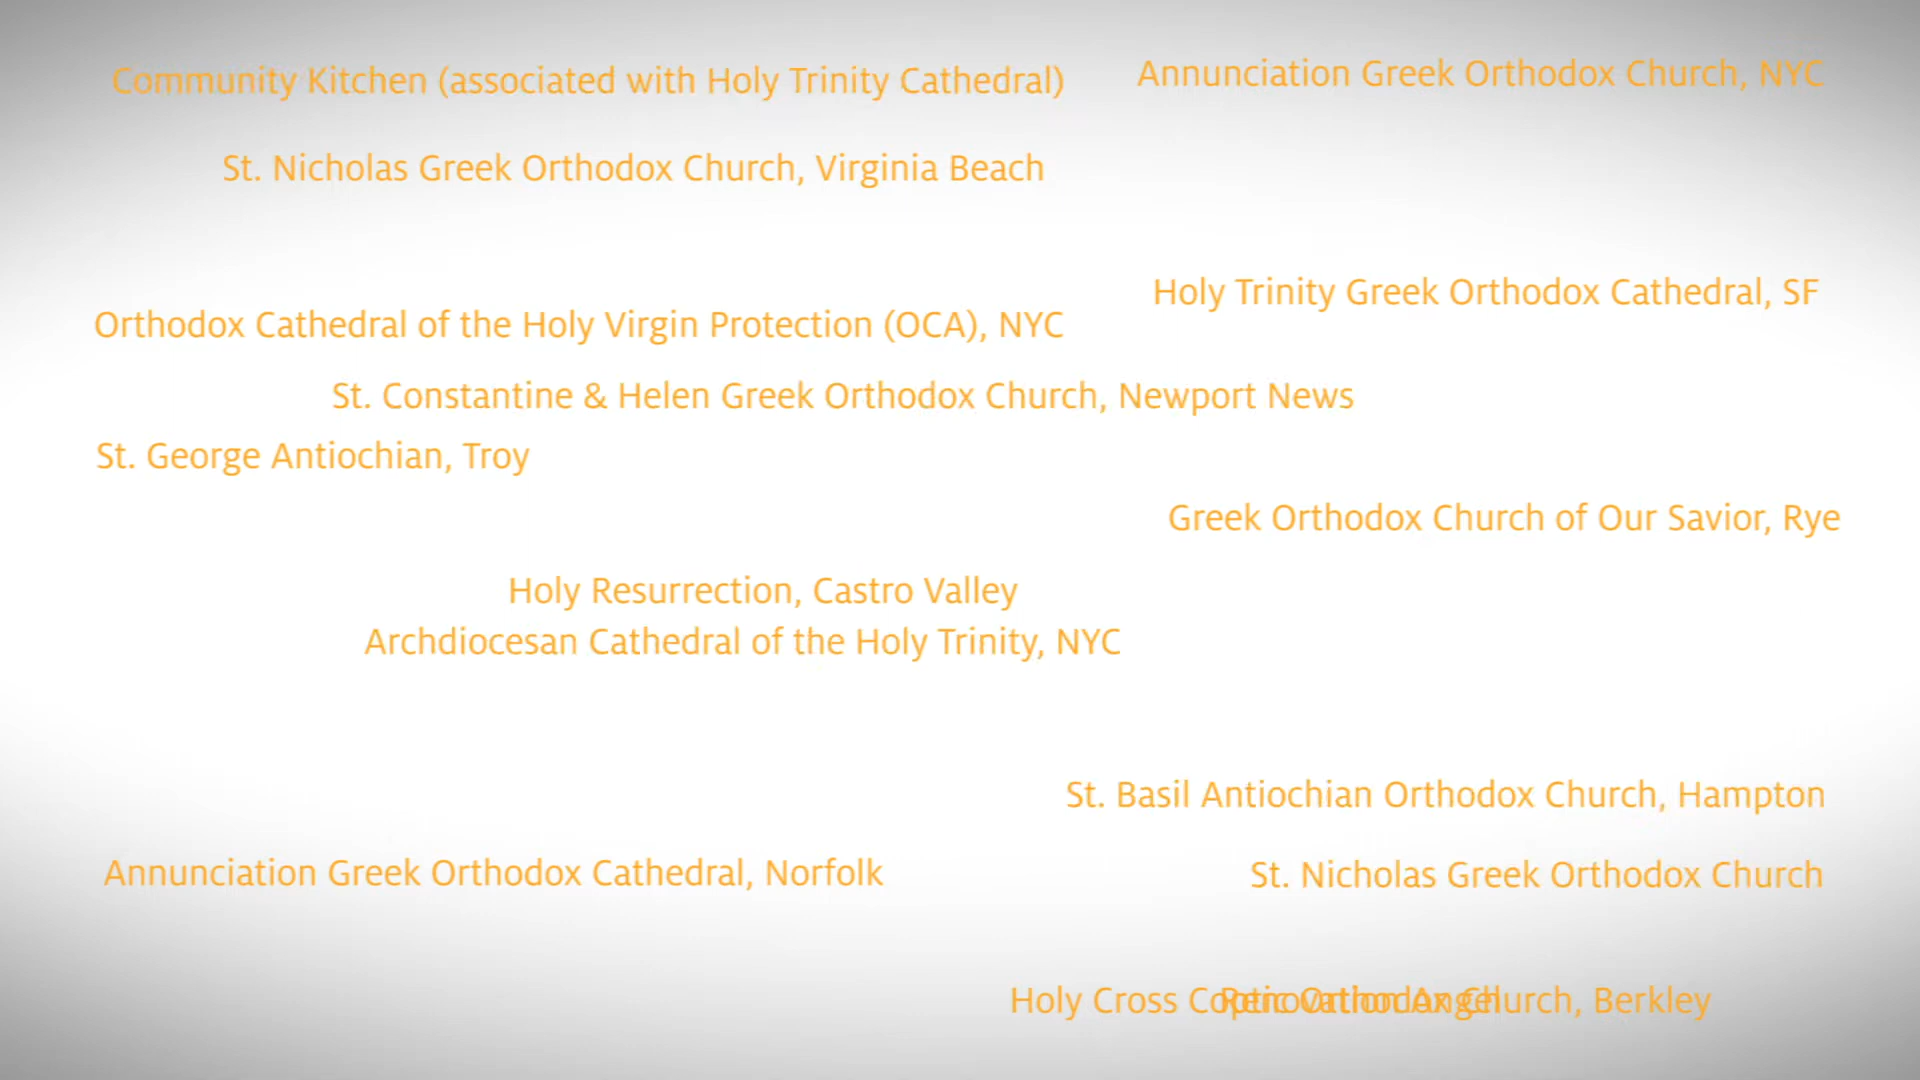 Community Kitchen (associated with Holy Trinity Cathedral)
Annunciation Greek Orthodox Church, NYC
St. Nicholas Greek Orthodox Church, Virginia Beach
Holy Trinity Greek Orthodox Cathedral, SF
Orthodox Cathedral of the Holy Virgin Protection (OCA), NYC
St. Constantine & Helen Greek Orthodox Church, Newport News
St. George Antiochian, Troy
Greek Orthodox Church of Our Savior, Rye
Holy Resurrection, Castro Valley
Archdiocesan Cathedral of the Holy Trinity, NYC
St. Basil Antiochian Orthodox Church, Hampton
Annunciation Greek Orthodox Cathedral, Norfolk
St. Nicholas Greek Orthodox Church
Holy Cross Coptic Orthodox Church, Berkley
Renovation Angel